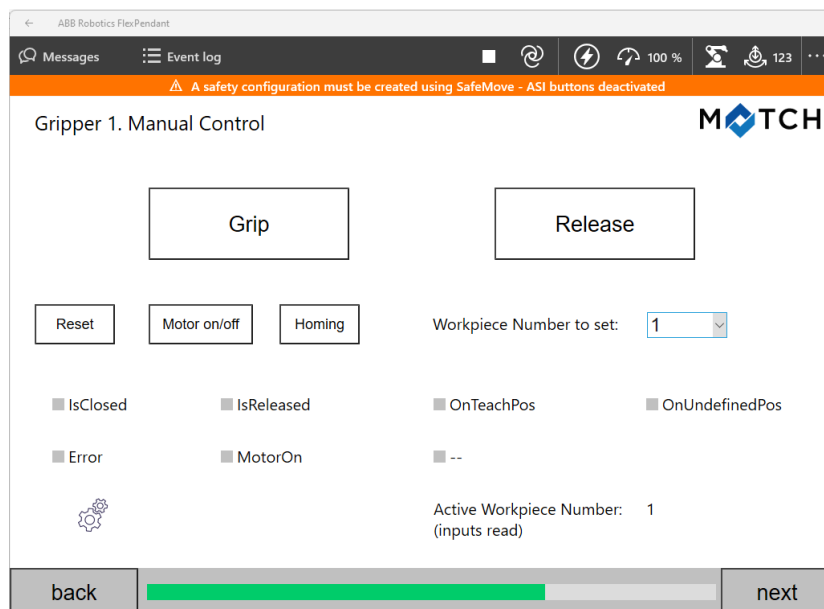 ABB Robotics FlexPendant
Messages Event log 100 % 123
A safety configuration must be created using SafeMove - ASI buttons deactivated
Gripper 1. Manual Control MATCH
Grip Release
Reset Motor on/off Homing Workpiece Number to set: 1
IsClosed IsReleased OnTeachPos OnUndefinedPos
Error MotorOn --
Active Workpiece Number: 1
(inputs read)
back next